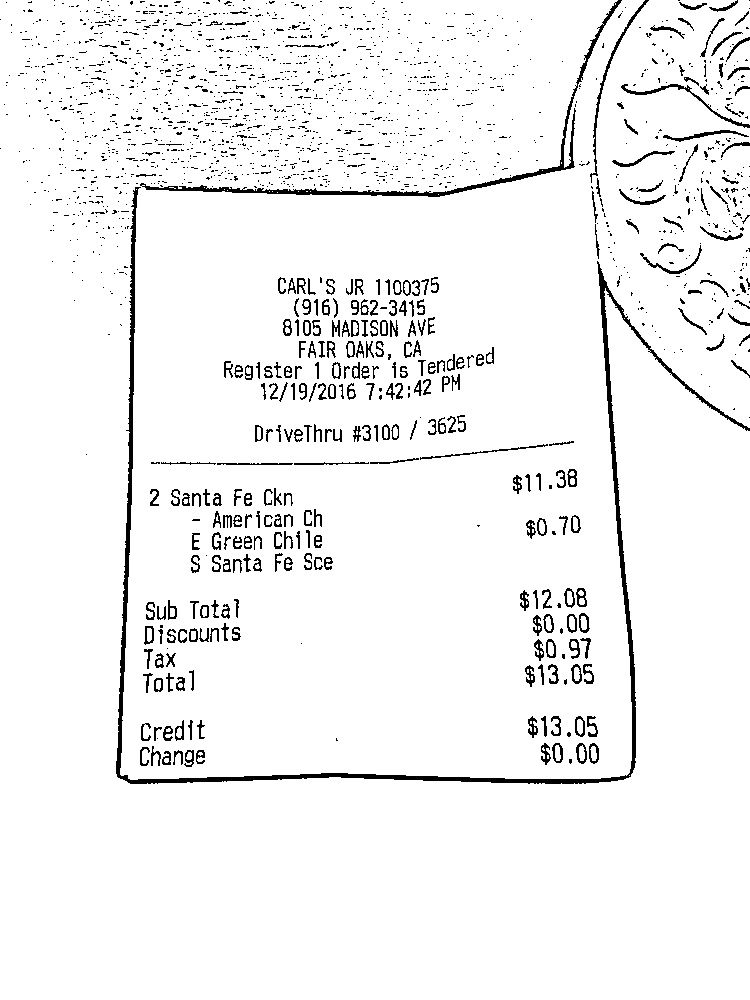 CARL'S JR 1100375
(916) 962-3415
8105 MADISON AVE
FAIR OAKS, CA
Register 1 Order is Tendered
12/19/2016 7:42:42 PM
DriveThru #3100 / 3625
2 Santa Fe Ckn $11.38
- American Ch
E Green Chile $0.70
S Santa Fe Sce
Sub Total $12.08
Discounts $0.00
Tax $0.97
Total $13.05
Credit $13.05
Change $0.00